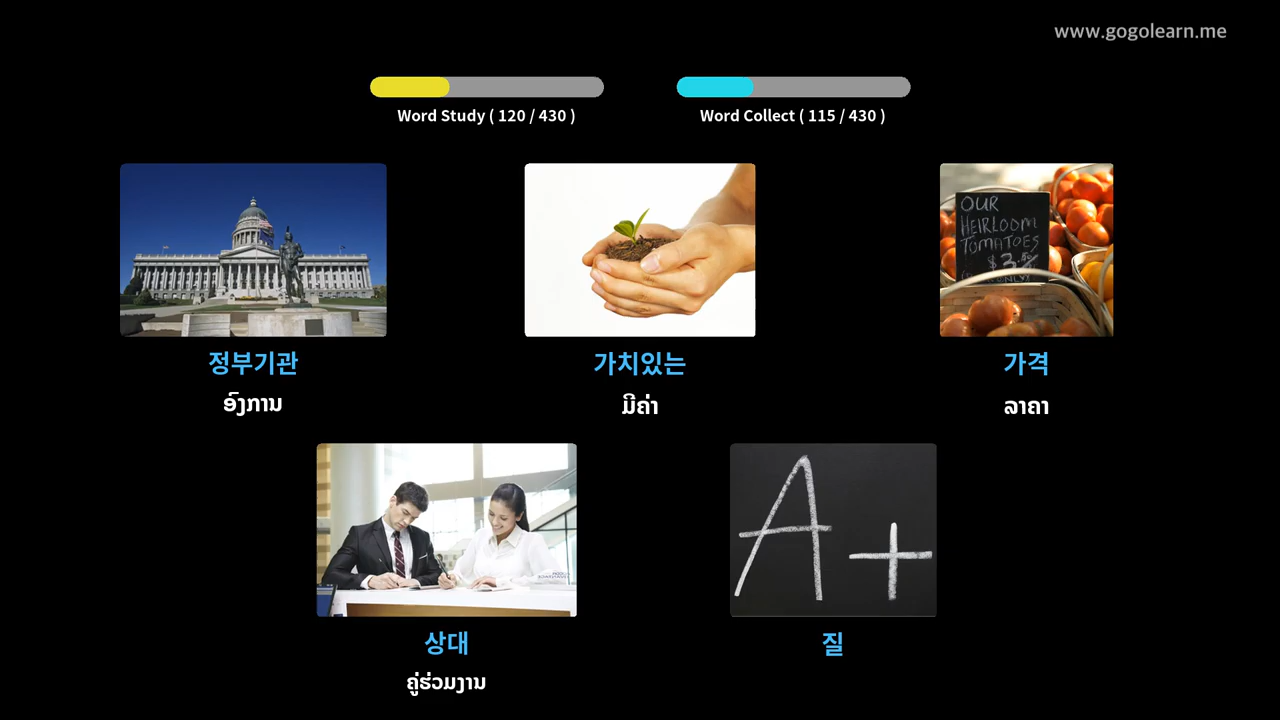 www.gogolearn.me
Word Study ( 120 / 430 )
Word Collect ( 115 / 430 )
OUR
HEIRLOOM
TOMATOES
정부기관
가치있는
가격
ອົງການ
ມີຄ່າ
ລາຄາ
A+
상대
질
ຄູ່ຮ່ວມງານ